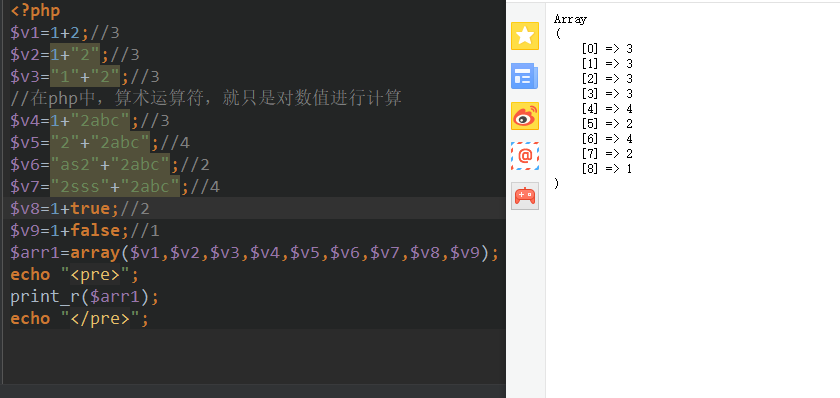 <?php
$v1=1+2;//3
$v2=1+"2";//3
$v3="1"+"2";//3
//在php中，算术运算符，就只是对数值进行计算
$v4=1+"2abc";//3
$v5="2"+"2abc";//4
$v6="as2"+"2abc";//2
$v7="2sss"+"2abc";//4
$v8=1+true;//2
$v9=1+false;//1
$arr1=array($v1,$v2,$v3,$v4,$v5,$v6,$v7,$v8,$v9);
echo "<pre>";
print_r($arr1);
echo "</pre>";
Array
(
[0] => 3
[1] => 3
[2] => 3
[3] => 3
[4] => 4
[5] => 2
[6] => 4
[7] => 2
[8] => 1
)